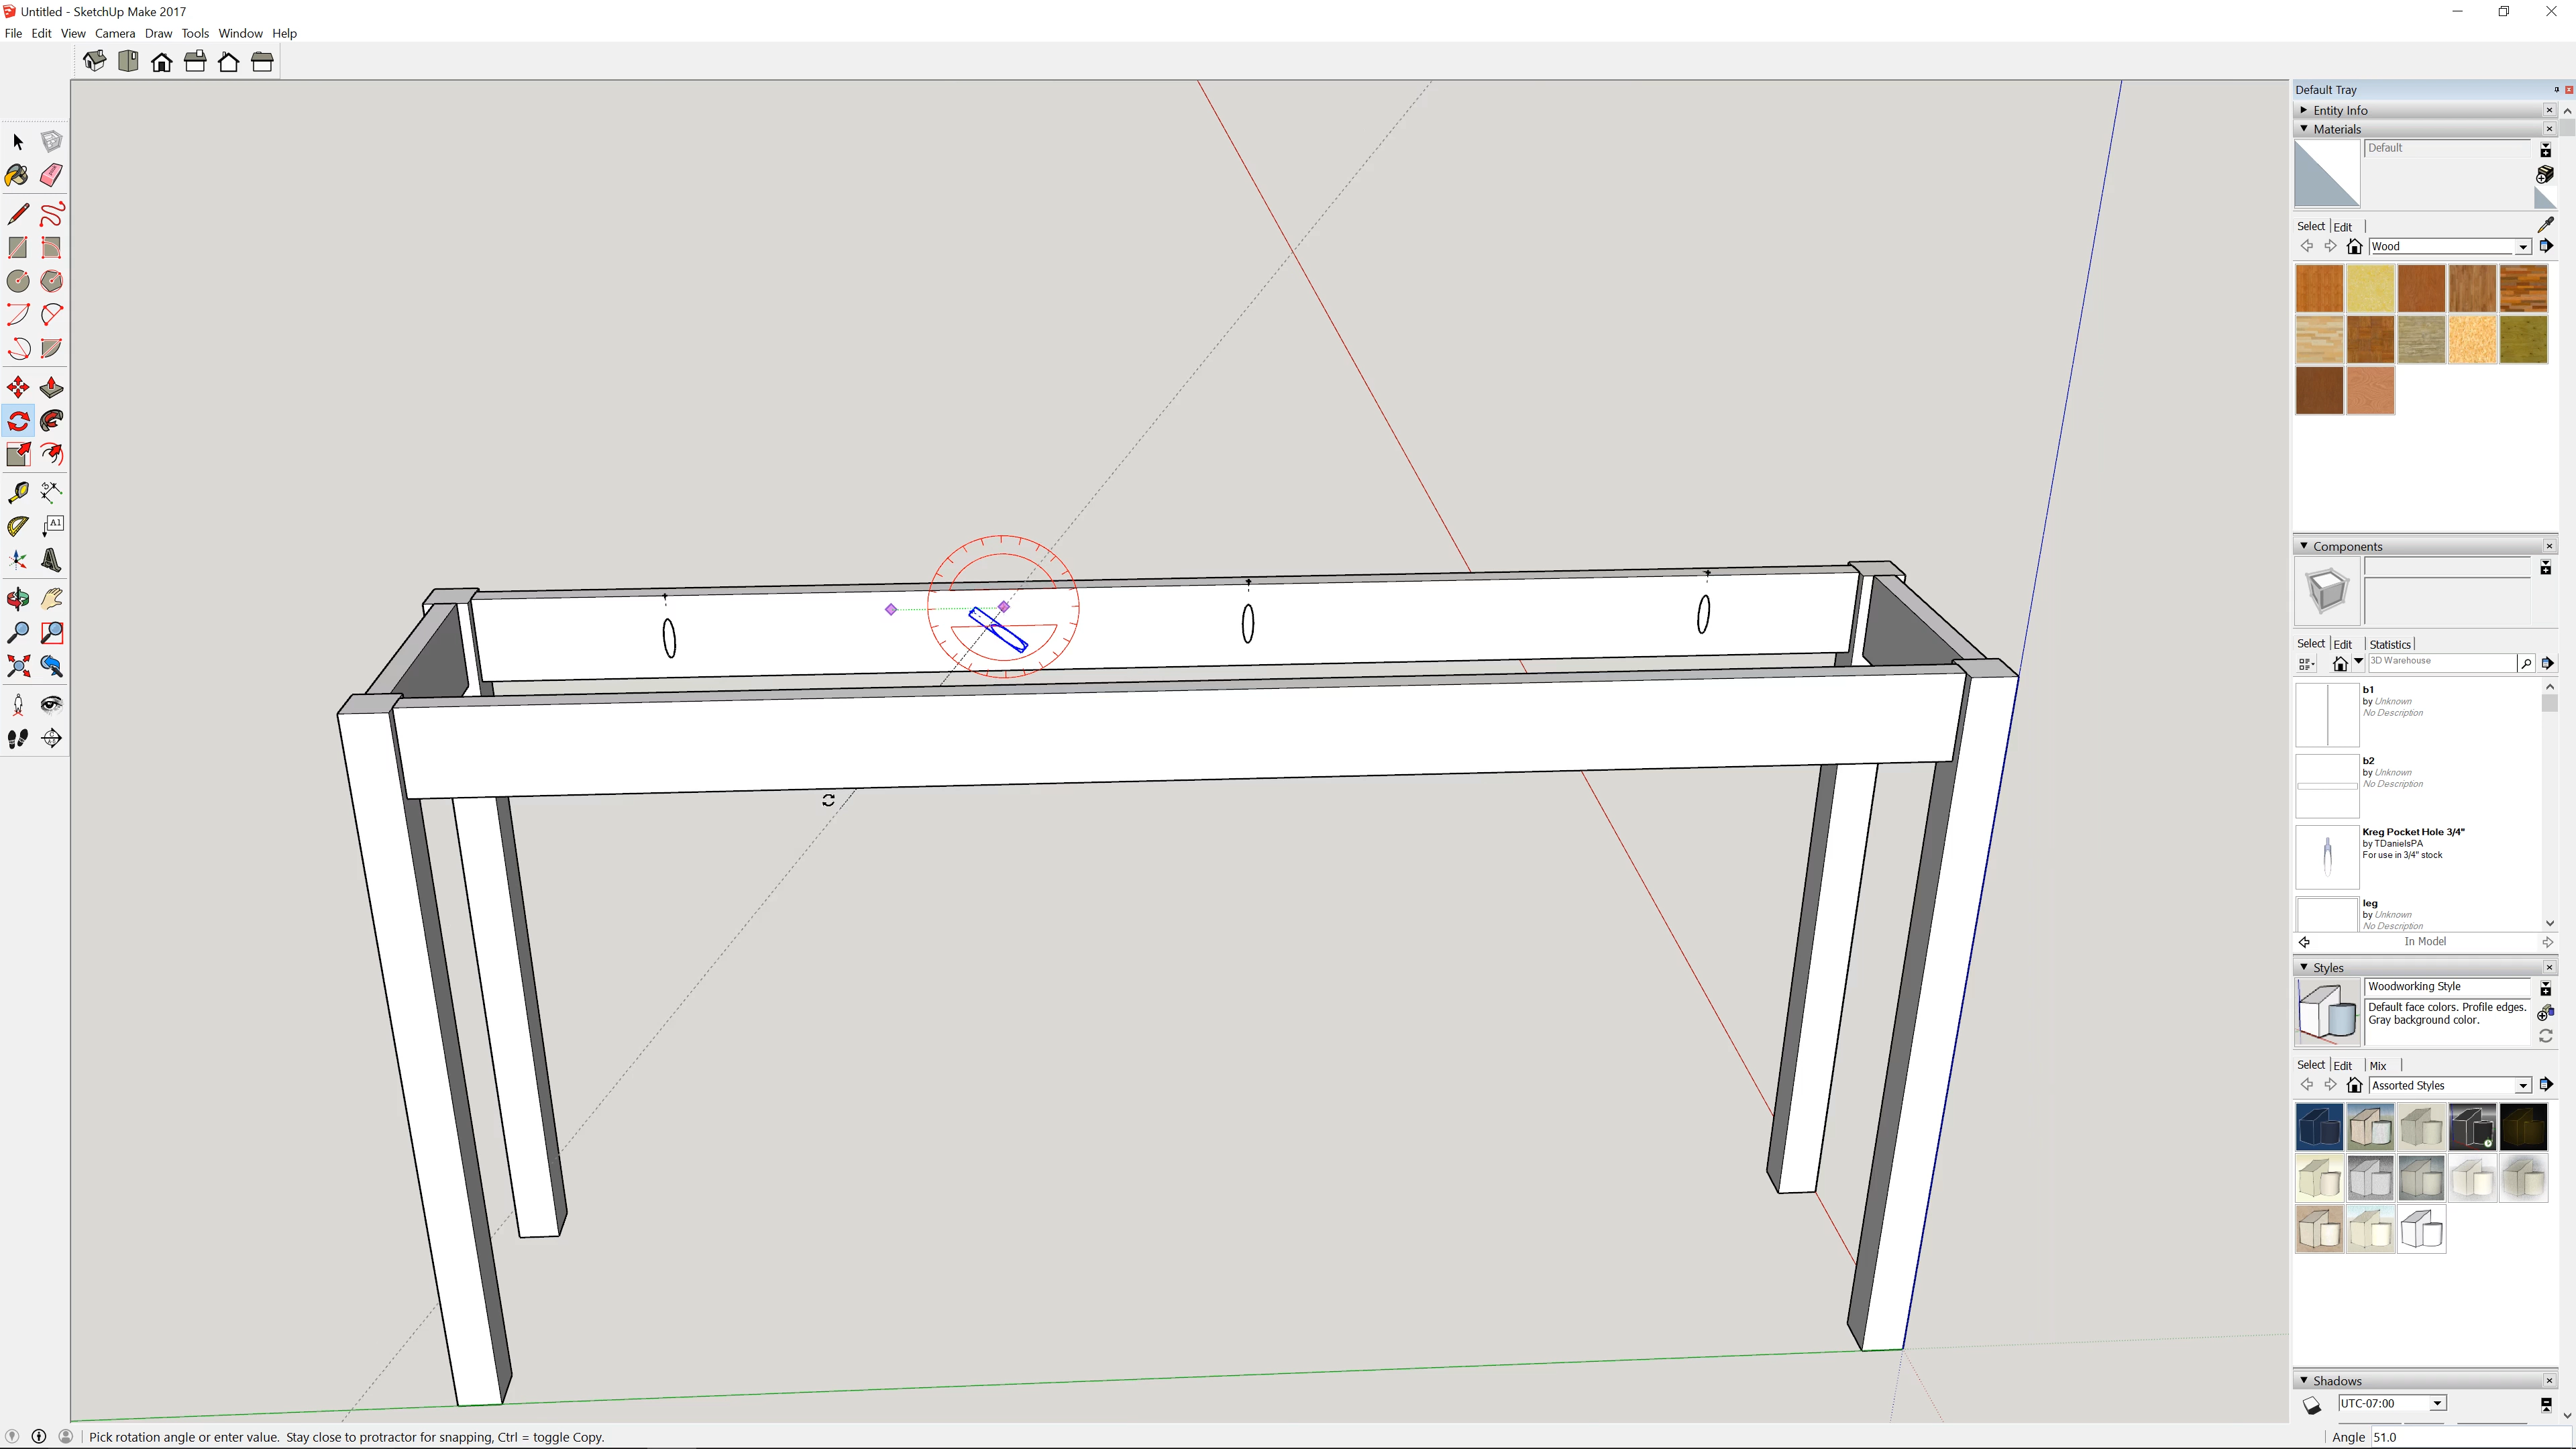 Untitled - SketchUp Make 2017
File Edit View Camera Draw Tools Window Help
Default Tray
Entity Info
Materials
Default
Select Edit
Wood
A1
Components
Select Edit Statistics
3D Warehouse
b1
by Unknown
No Description
b2
by Unknown
No Description
Kreg Pocket Hole 3/4"
by TDanielsPA
For use in 3/4" stock
leg
by Unknown
No Description
In Model
Styles
Woodworking Style
Default face colors. Profile edges.
Gray background color.
Select Edit Mix
Assorted Styles
Shadows
UTC-07:00
Pick rotation angle or enter value. Stay close to protractor for snapping, Ctrl = toggle Copy.
Angle 51.0